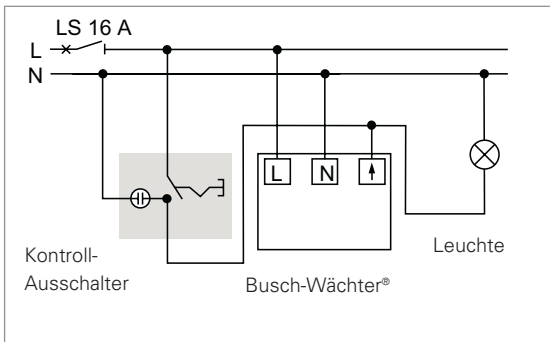 LS 16 A
L
N
L N
Kontroll-
Ausschalter
Busch-Wächter®
Leuchte